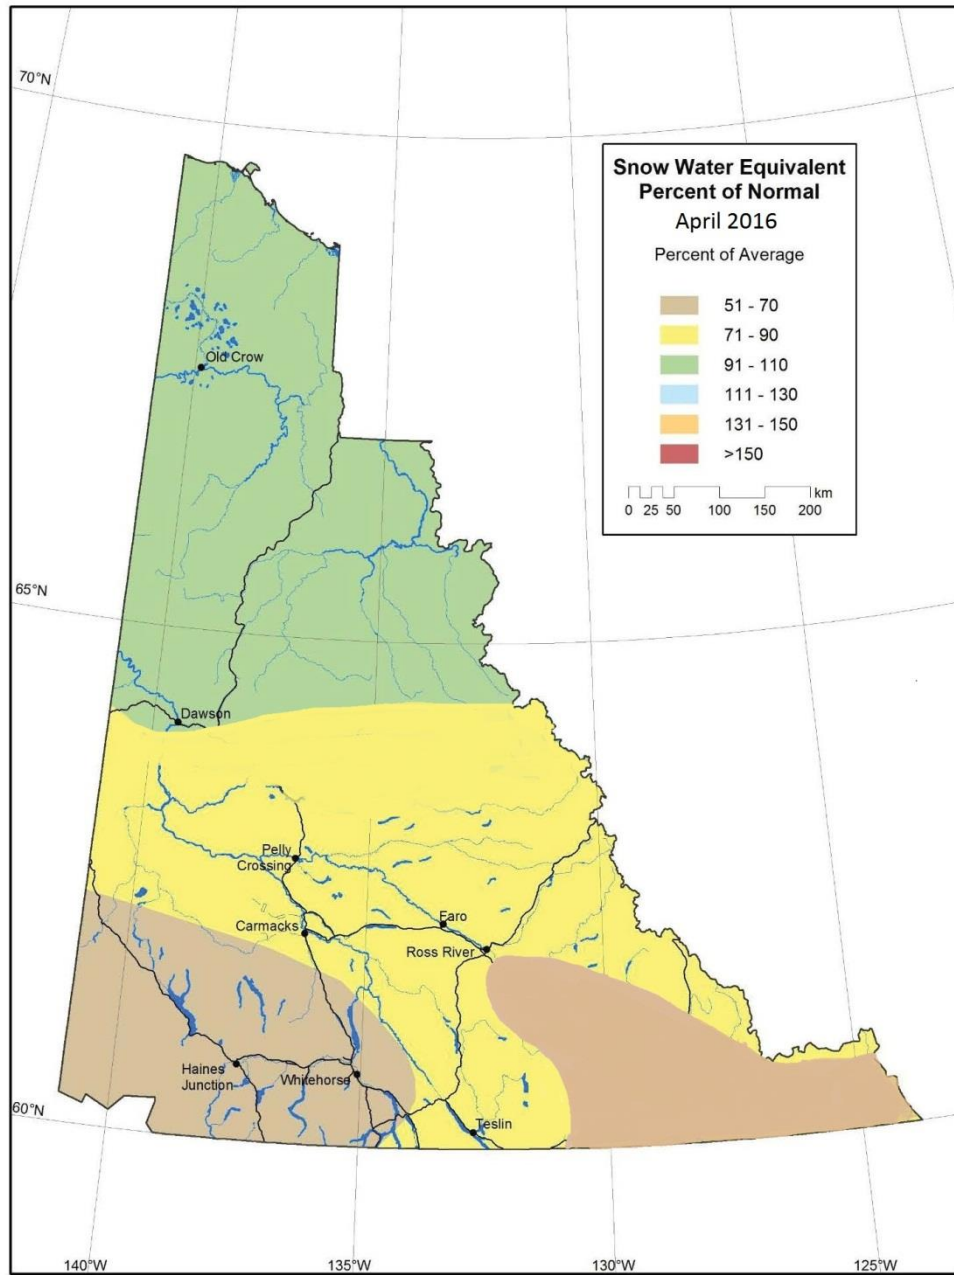 70°N
Snow Water Equivalent
Percent of Normal
April 2016
Percent of Average
51 - 70
71 - 90
91 - 110
111 - 130
131 - 150
>150
km
0 25 50 100 150 200
Old Crow
65°N
Dawson
Pelly
Crossing
Carmacks
Faro
Ross River
Haines
Junction
Whitehorse
60°N
Teslin
140°W
135°W
130°W
125°W